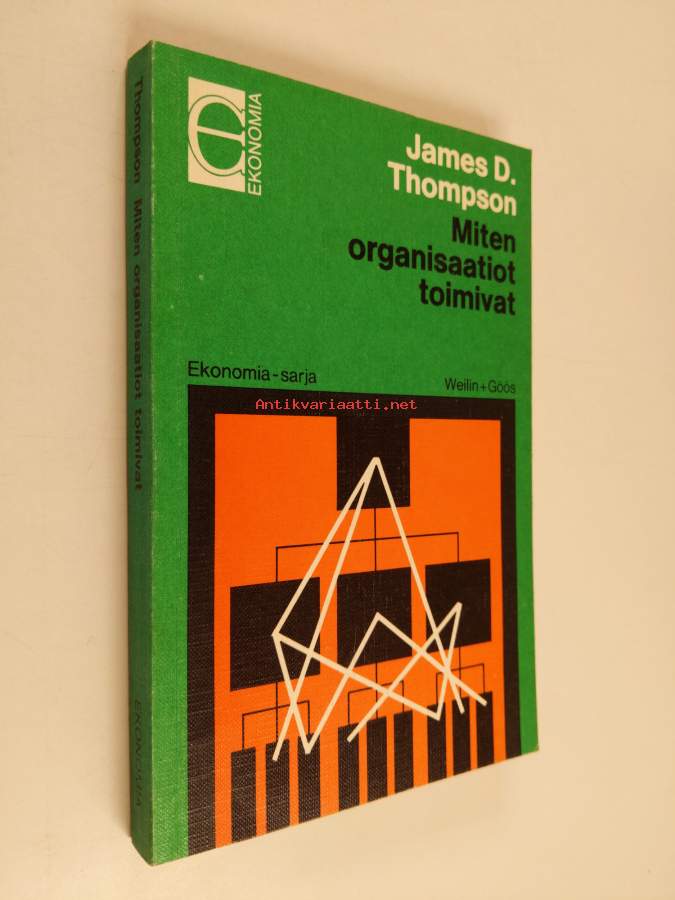 Thompson Miten organisaatiot toimivat
EKONOMIA
EKONOMIA
James D.
Thompson
Miten
organisaatiot
toimivat
Ekonomia-sarja
Weilin+Göös
Antikvariaatti.net